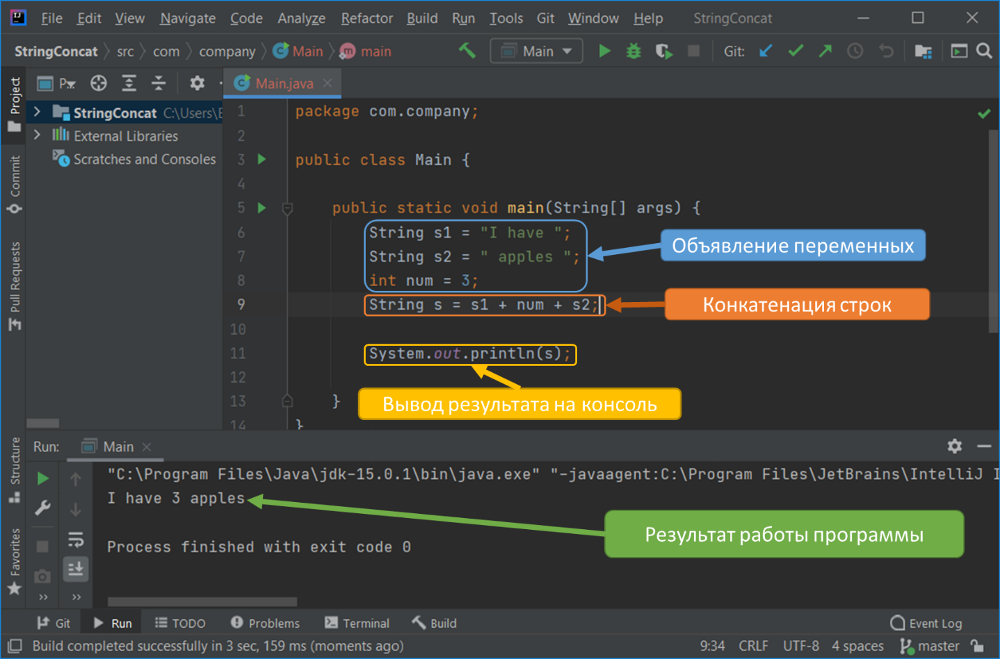 File Edit View Navigate Code Analyze Refactor Build Run Tools Git Window Help StringConcat
StringConcat src com company Main main Main Git:
Project
Commit
Pull Requests
Structure
Favorites
P... Main.java
StringConcat C:\Users\E
External Libraries
Scratches and Consoles
1 package com.company;
2
3 public class Main {
4
5 public static void main(String[] args) {
6 String s1 = "I have ";
7 String s2 = " apples ";
8 int num = 3;
9 String s = s1 + num + s2;
10
11 System.out.println(s);
12
13 }
14 }
Объявление переменных
Конкатенация строк
Вывод результата на консоль
Run: Main
"C:\Program Files\Java\jdk-15.0.1\bin\java.exe" "-javaagent:C:\Program Files\JetBrains\IntelliJ I
I have 3 apples
Process finished with exit code 0
Результат работы программы
Git Run TODO Problems Terminal Build Event Log
Build completed successfully in 3 sec, 159 ms (moments ago) 9:34 CRLF UTF-8 4 spaces master